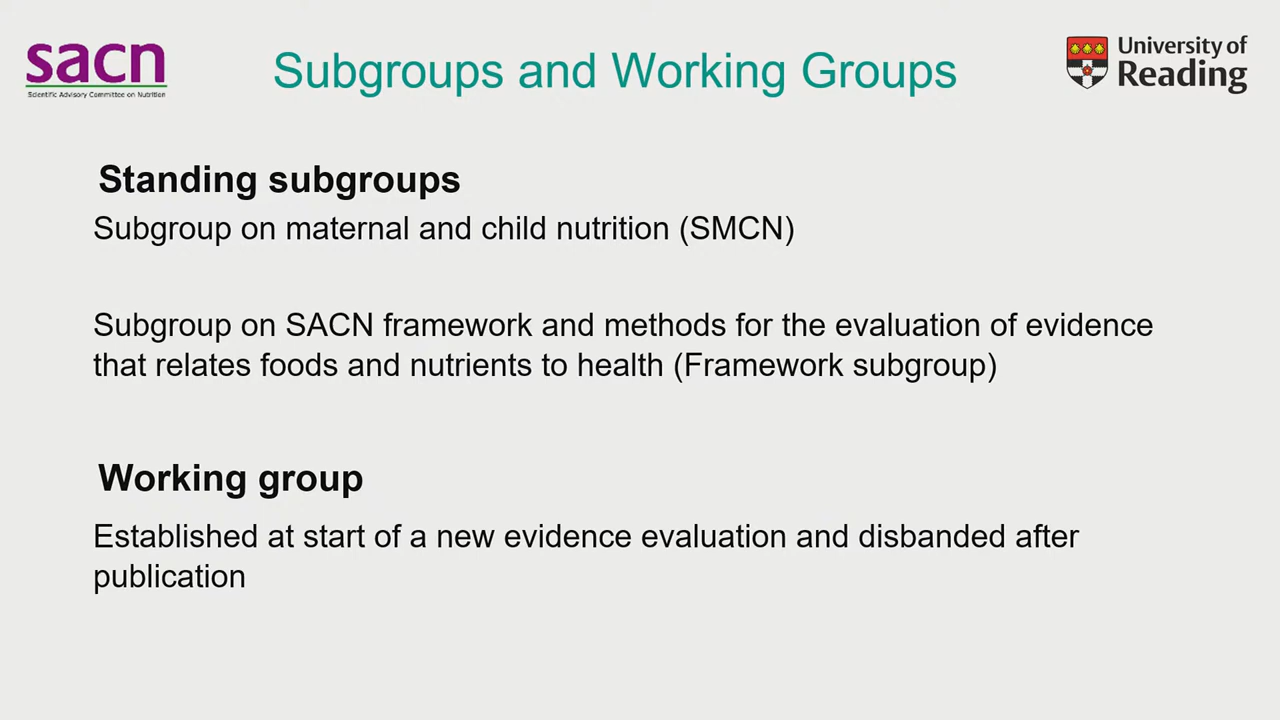 sacn
Scientific Advisory Committee on Nutrition
Subgroups and Working Groups
University of
Reading
Standing subgroups
Subgroup on maternal and child nutrition (SMCN)
Subgroup on SACN framework and methods for the evaluation of evidence
that relates foods and nutrients to health (Framework subgroup)
Working group
Established at start of a new evidence evaluation and disbanded after
publication